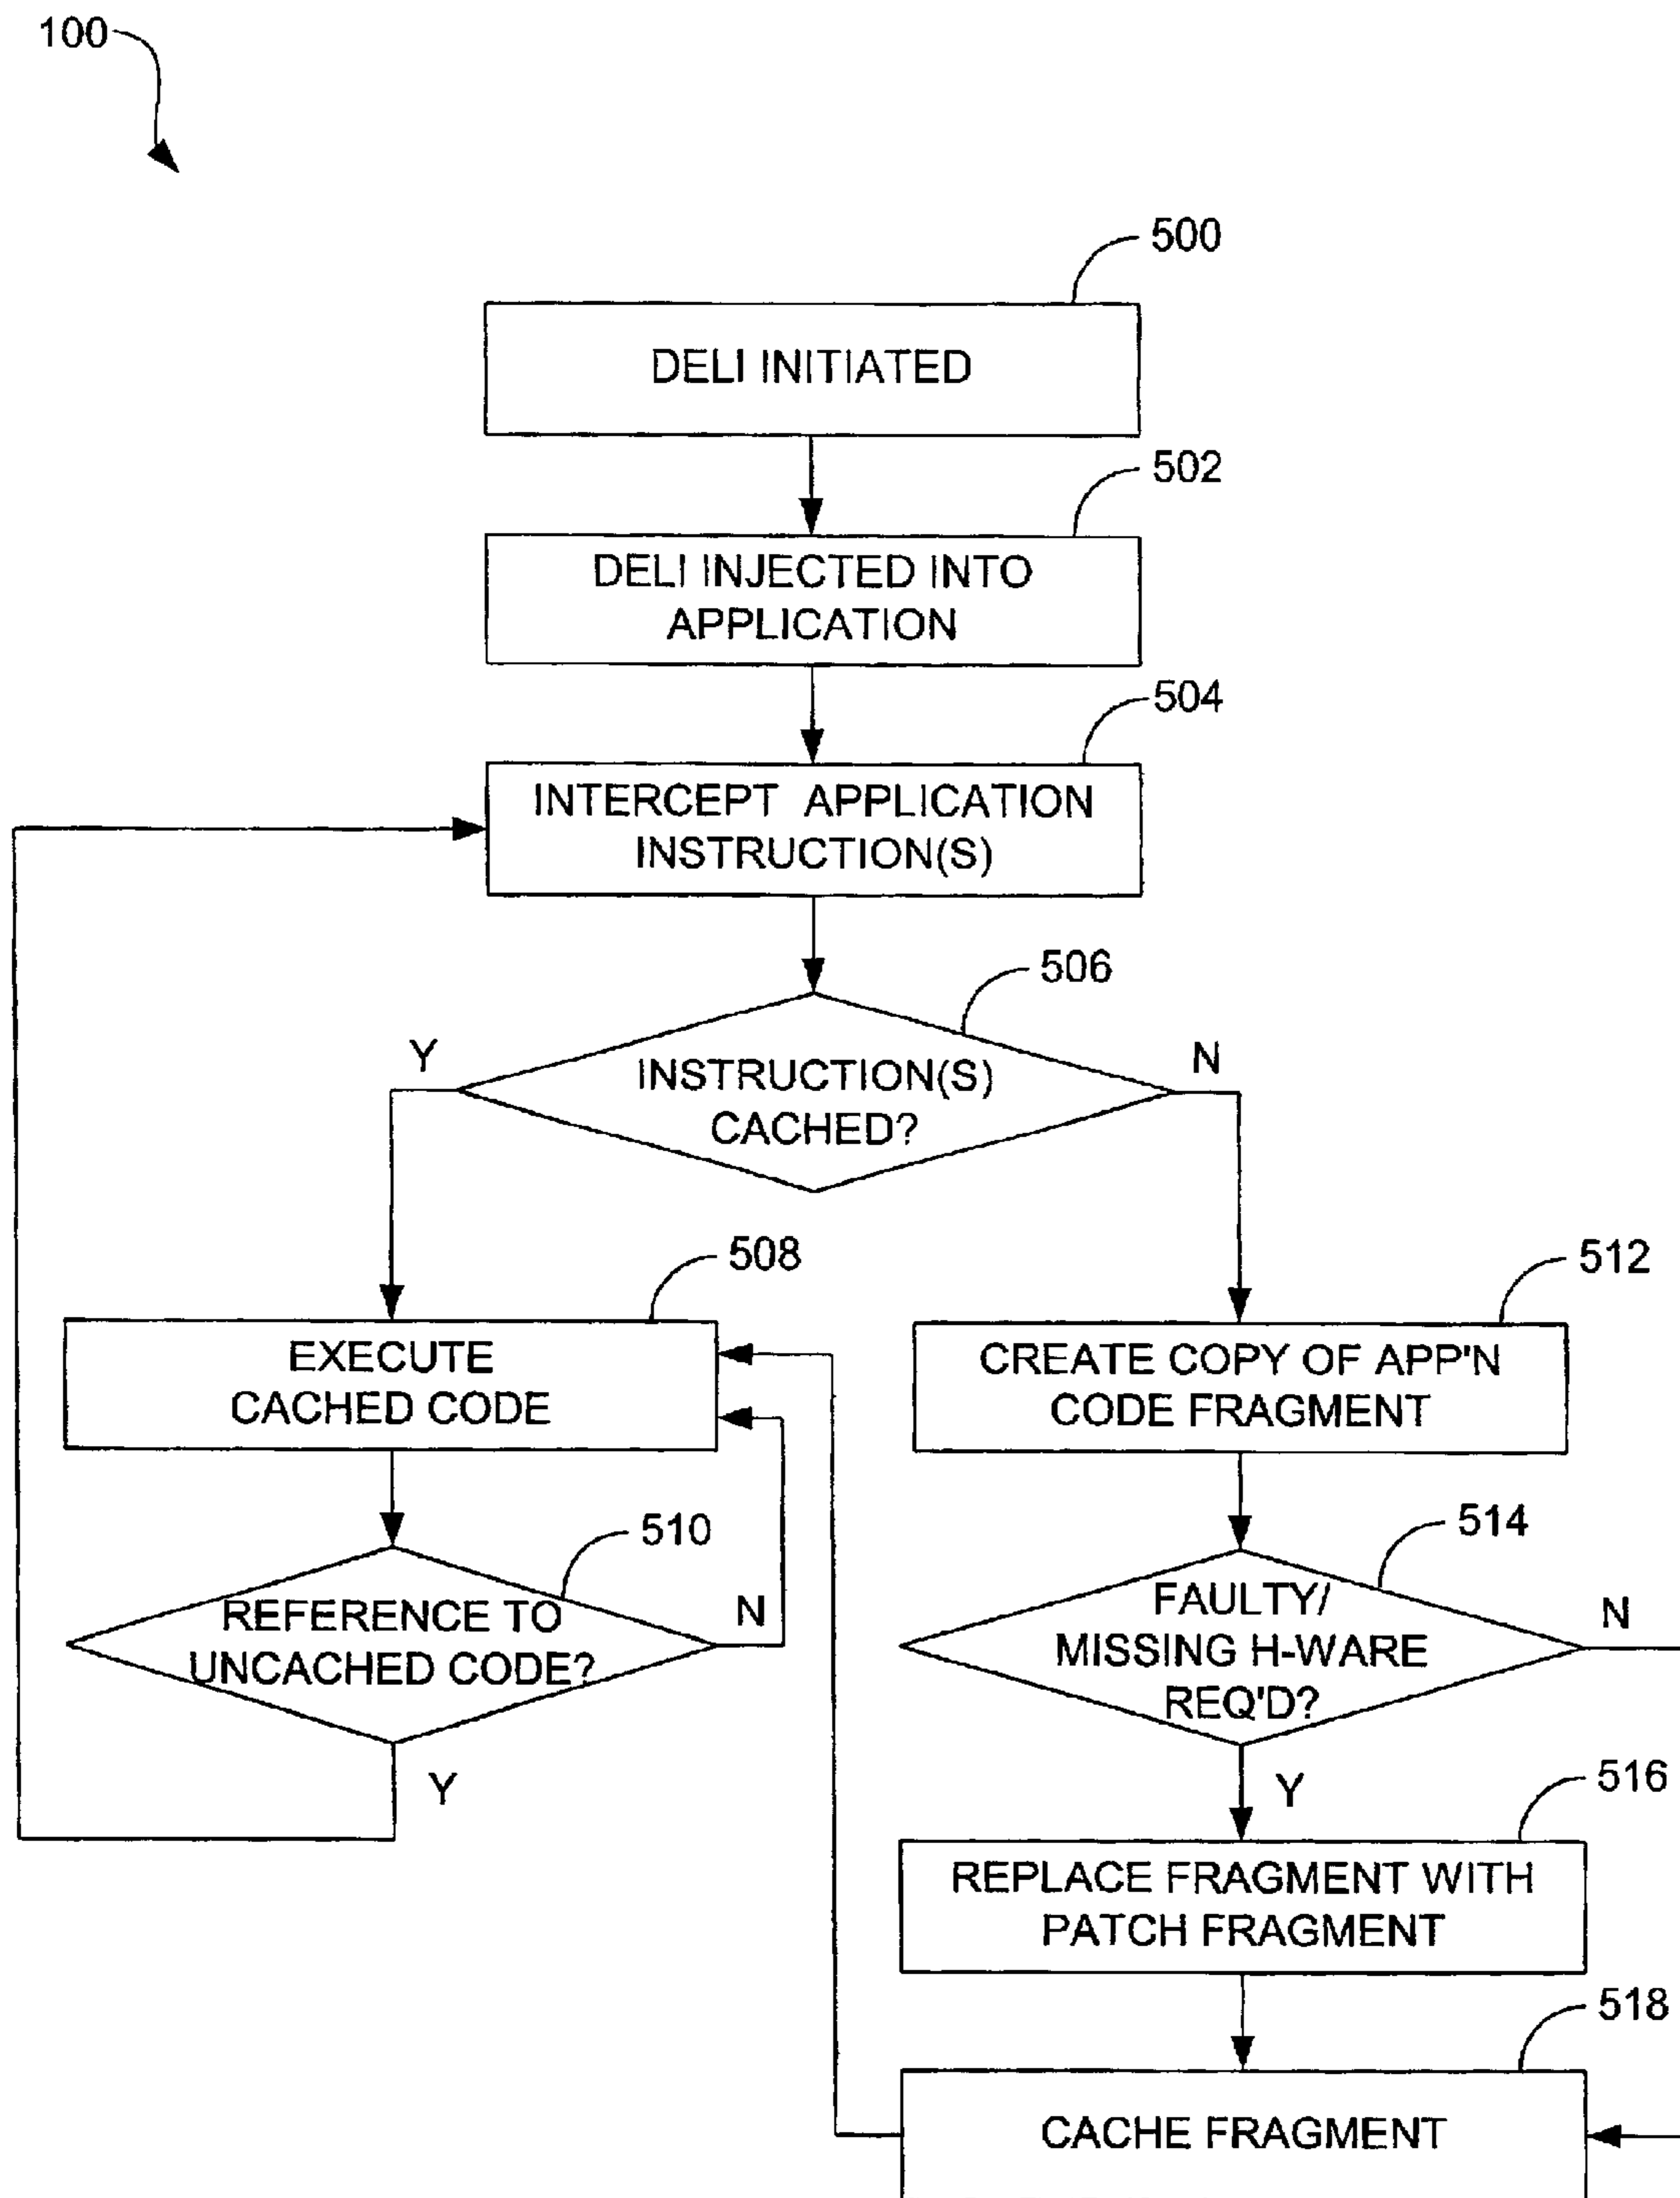 100
500
DELI INITIATED
502
DELI INJECTED INTO
APPLICATION
504
INTERCEPT APPLICATION
INSTRUCTION(S)
506
Y
N
INSTRUCTION(S)
CACHED?
508
EXECUTE
CACHED CODE
512
CREATE COPY OF APP'N
CODE FRAGMENT
510
REFERENCE TO
UNCACHED CODE?
N
Y
514
FAULTY/
MISSING H-WARE
REQ'D?
N
Y
516
REPLACE FRAGMENT WITH
PATCH FRAGMENT
518
CACHE FRAGMENT